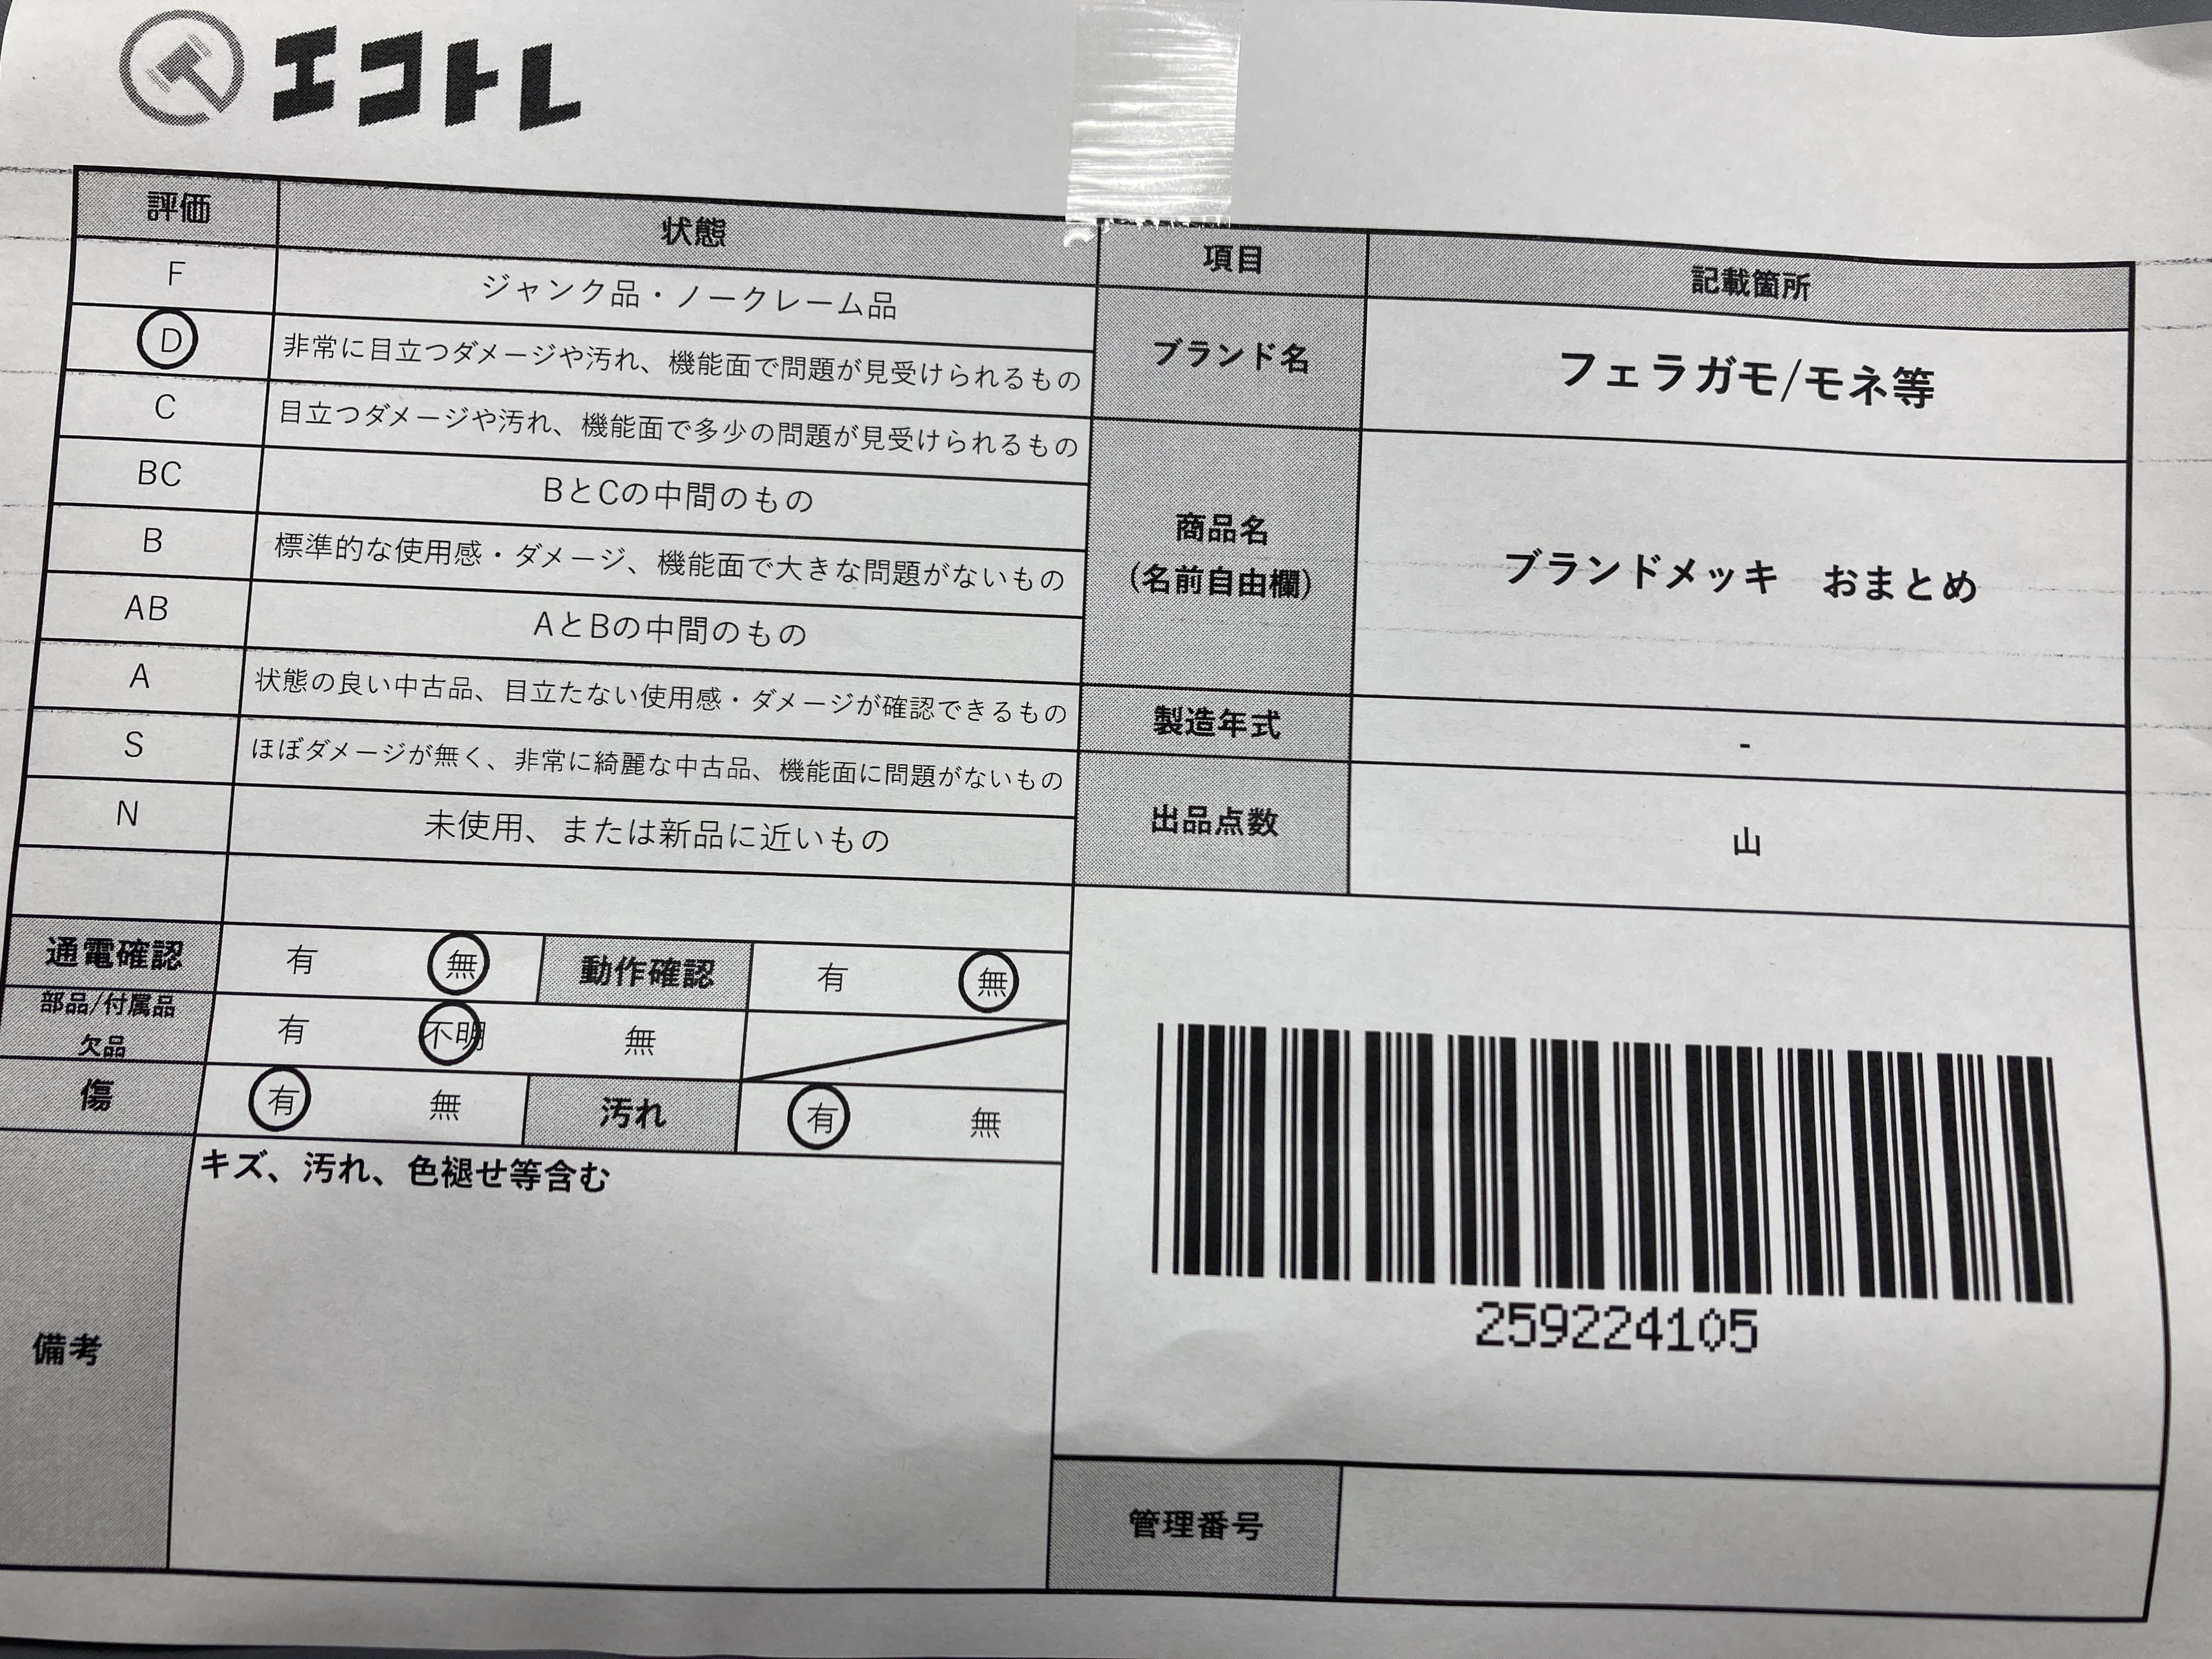 エコトレ
評価 状態
F ジャンク品・ノークレーム品
D 非常に目立つダメージや汚れ、機能面で問題が見受けられるもの
C 目立つダメージや汚れ、機能面で多少の問題が見受けられるもの
BC BとCの中間のもの
B 標準的な使用感・ダメージ、機能面で大きな問題がないもの
AB AとBの中間のもの
A 状態の良い中古品、目立たない使用感・ダメージが確認できるもの
S ほぼダメージが無く、非常に綺麗な中古品、機能面に問題がないもの
N 未使用、または新品に近いもの
通電確認 有 無 動作確認 有 無
部品/付属品
欠品 有 不明 無
傷 有 無 汚れ 有 無
備考 キズ、汚れ、色褪せ等含む
項目 記載箇所
ブランド名 フェラガモ/モネ等
商品名
(名前自由欄) ブランドメッキ おまとめ
製造年式 -
出品点数 山
259224105
管理番号